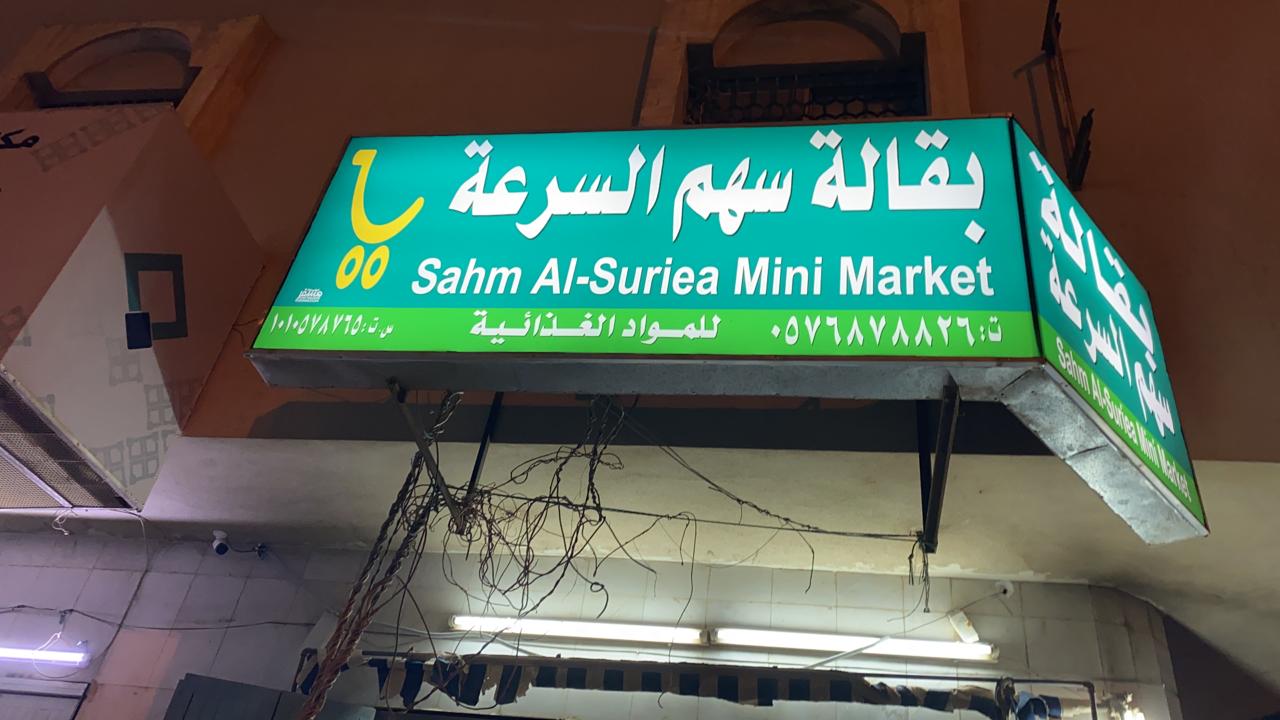 بقالة سهم السرعة
Sahm Al-Suriea Mini Market
ت: ٠٥٧٦٨٧٨٨٢٦ للمواد الغذائية س.ت: ١٠١٠٥٧٨٧٦٥
بقالة
سهم السرعة
Sahm Al-Suriea Mini Market